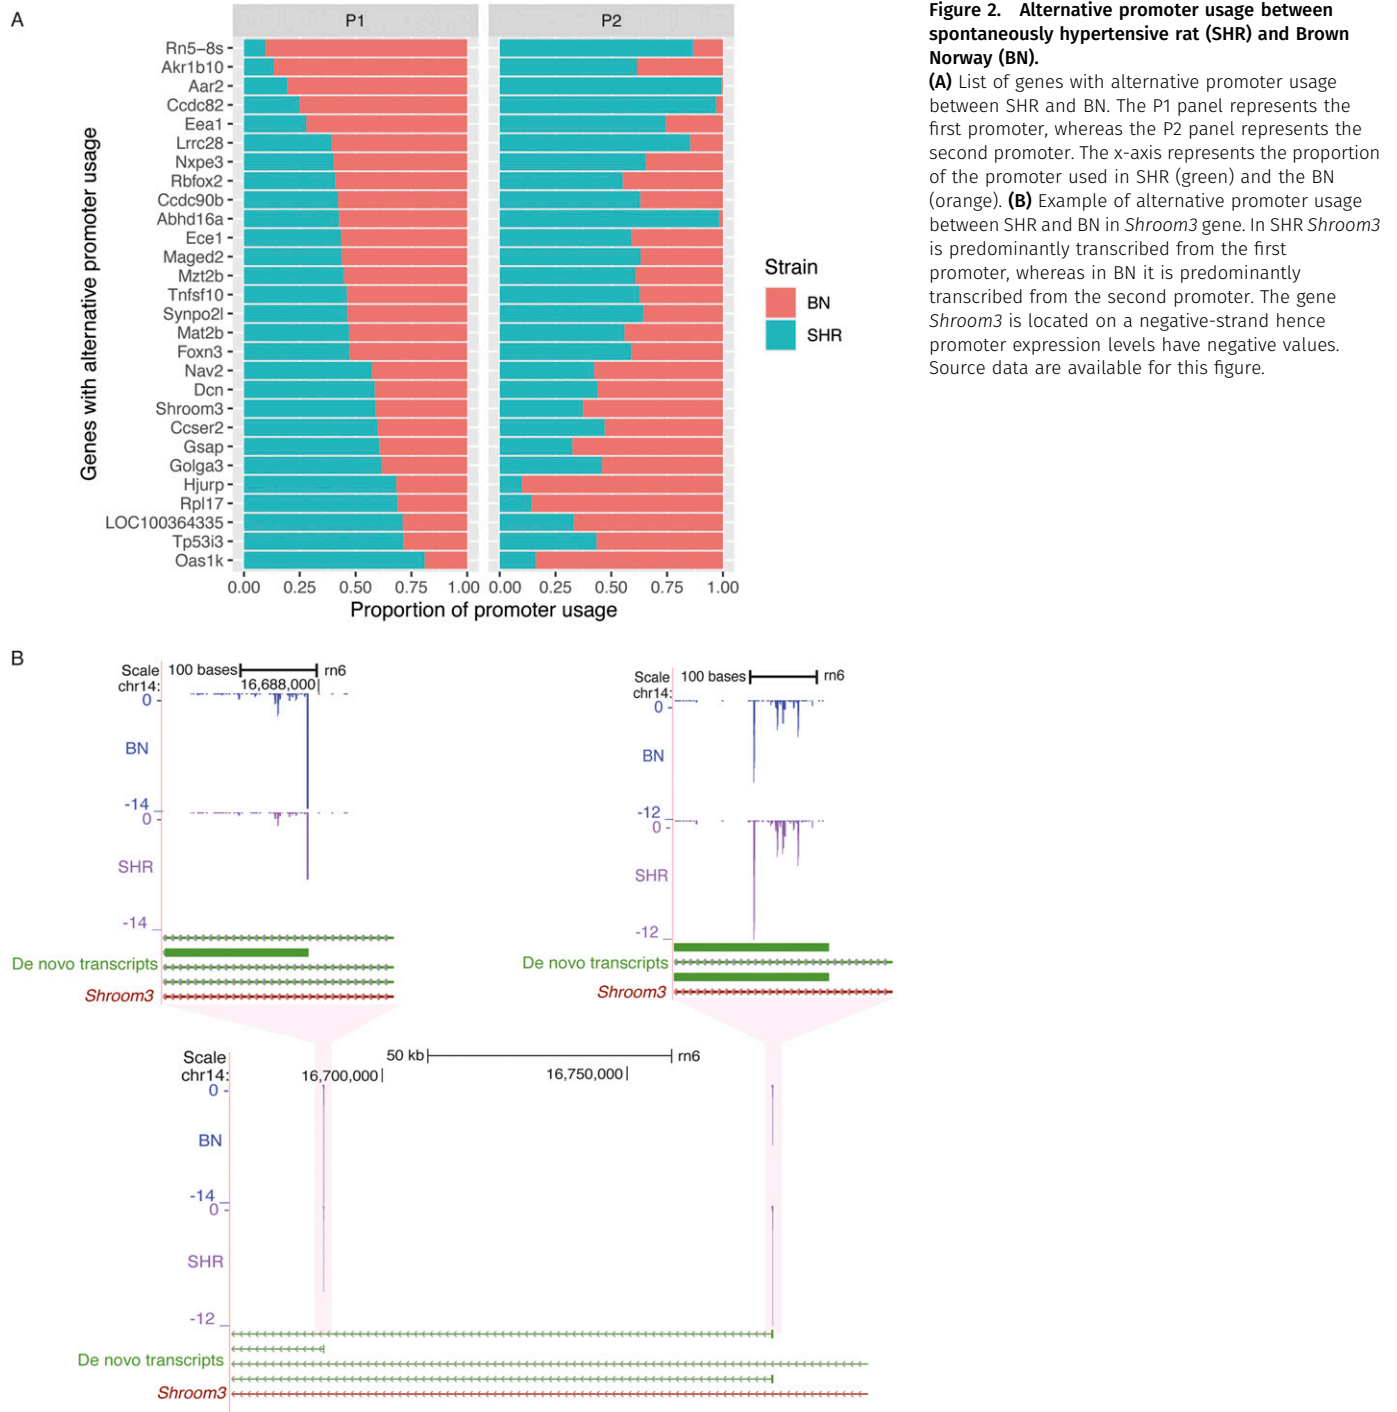 A
P1
P2
Genes with alternative promoter usage
Rn5−8s
Akr1b10
Aar2
Ccdc82
Eea1
Lrrc28
Nxpe3
Rbfox2
Ccdc90b
Abhd16a
Ece1
Maged2
Mzt2b
Tnfsf10
Synpo2l
Mat2b
Foxn3
Nav2
Dcn
Shroom3
Ccser2
Gsap
Golga3
Hjurp
Rpl17
LOC100364335
Tp53i3
Oas1k
0.00 0.25 0.50 0.75 1.00 0.00 0.25 0.50 0.75 1.00
Proportion of promoter usage
Strain
BN
SHR
Figure 2. Alternative promoter usage between
spontaneously hypertensive rat (SHR) and Brown
Norway (BN).
(A) List of genes with alternative promoter usage
between SHR and BN. The P1 panel represents the
first promoter, whereas the P2 panel represents the
second promoter. The x-axis represents the proportion
of the promoter used in SHR (green) and the BN
(orange). (B) Example of alternative promoter usage
between SHR and BN in Shroom3 gene. In SHR Shroom3
is predominantly transcribed from the first
promoter, whereas in BN it is predominantly
transcribed from the second promoter. The gene
Shroom3 is located on a negative-strand hence
promoter expression levels have negative values.
Source data are available for this figure.
B
Scale 100 bases rn6
chr14: 16,688,000
0
BN
-14
0
SHR
-14
De novo transcripts
Shroom3
Scale 100 bases rn6
chr14:
0
BN
-12
0
SHR
-12
De novo transcripts
Shroom3
Scale 50 kb rn6
chr14: 16,700,000 16,750,000
0
BN
-14
0
SHR
-12
De novo transcripts
Shroom3